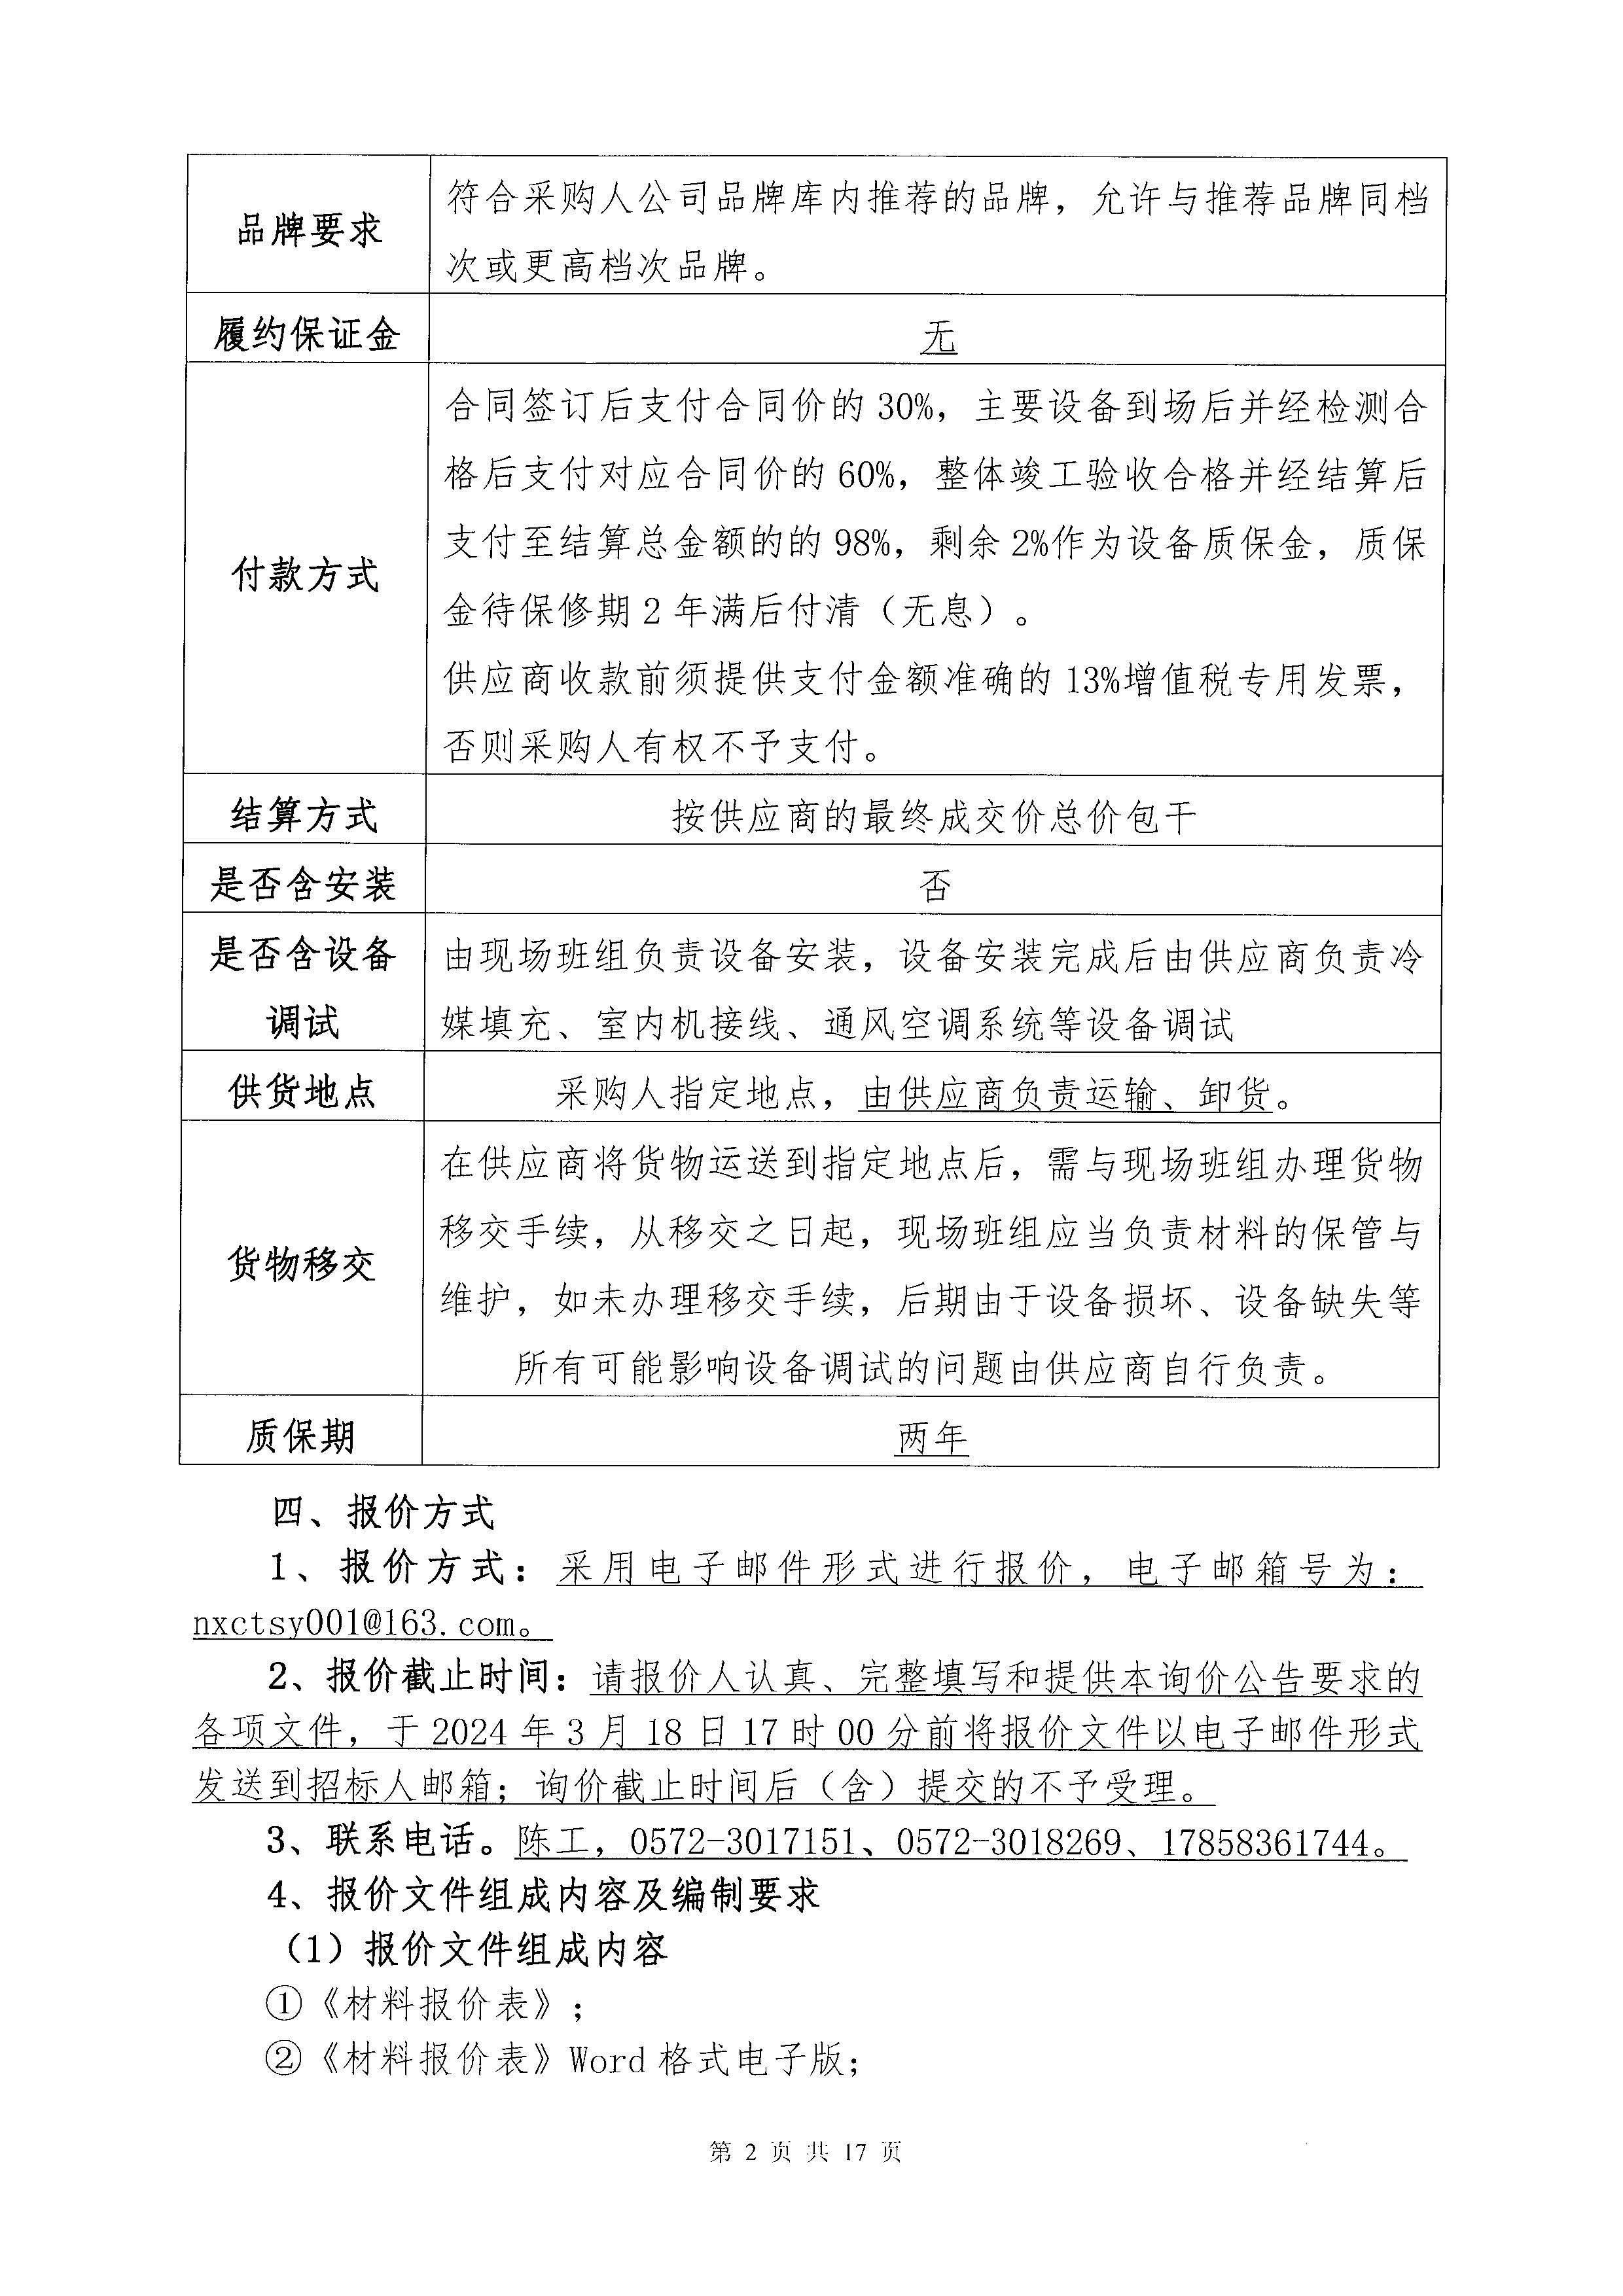 品牌要求
符合采购人公司品牌库内推荐的品牌，允许与推荐品牌同档
次或更高档次品牌。
履约保证金
无
付款方式
合同签订后支付合同价的 30%，主要设备到场后并经检测合
格后支付对应合同价的 60%，整体竣工验收合格并经结算后
支付至结算总金额的的 98%，剩余 2%作为设备质保金，质保
金待保修期 2 年满后付清（无息）。
供应商收款前须提供支付金额准确的 13%增值税专用发票，
否则采购人有权不予支付。
结算方式
按供应商的最终成交价总价包干
是否含安装
否
是否含设备
调试
由现场班组负责设备安装，设备安装完成后由供应商负责冷
媒填充、室内机接线、通风空调系统等设备调试
供货地点
采购人指定地点，由供应商负责运输、卸货。
货物移交
在供应商将货物运送到指定地点后，需与现场班组办理货物
移交手续，从移交之日起，现场班组应当负责材料的保管与
维护，如未办理移交手续，后期由于设备损坏、设备缺失等
所有可能影响设备调试的问题由供应商自行负责。
质保期
两年
四、报价方式
1、报价方式：采用电子邮件形式进行报价，电子邮箱号为：
nxctsy001@163.com。
2、报价截止时间：请报价人认真、完整填写和提供本询价公告要求的
各项文件，于 2024 年 3 月 18 日 17 时 00 分前将报价文件以电子邮件形式
发送到招标人邮箱；询价截止时间后（含）提交的不予受理。
3、联系电话。陈工，0572-3017151、0572-3018269、17858361744。
4、报价文件组成内容及编制要求
（1）报价文件组成内容
①《材料报价表》；
②《材料报价表》Word 格式电子版；
第 2 页 共 17 页